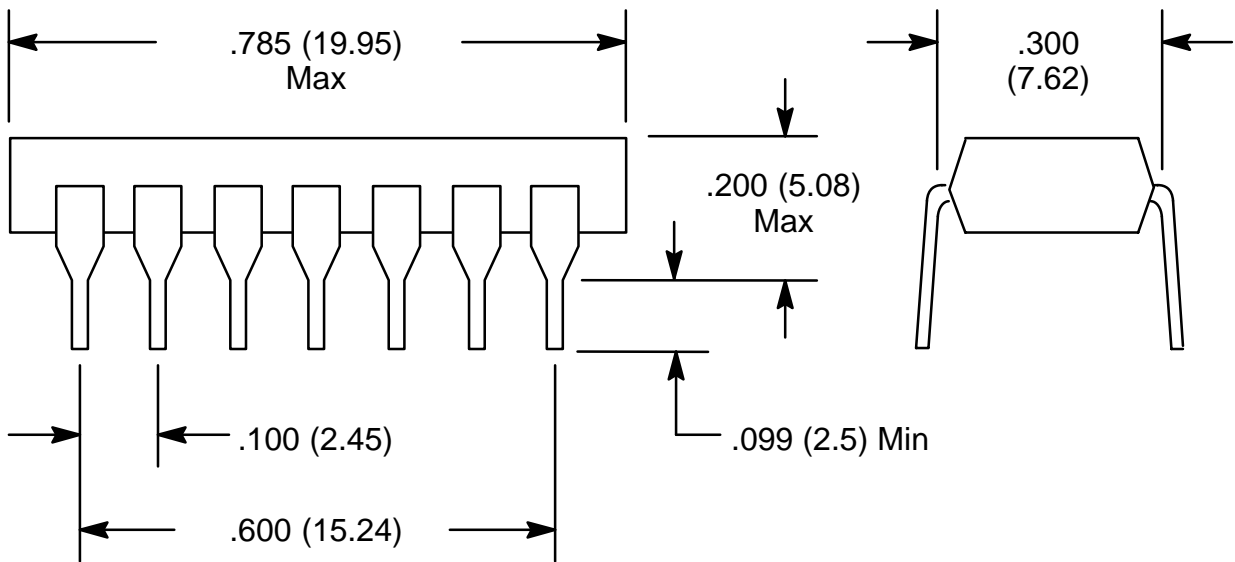 .785 (19.95)
Max
.300
(7.62)
.200 (5.08)
Max
.100 (2.45)
.099 (2.5) Min
.600 (15.24)